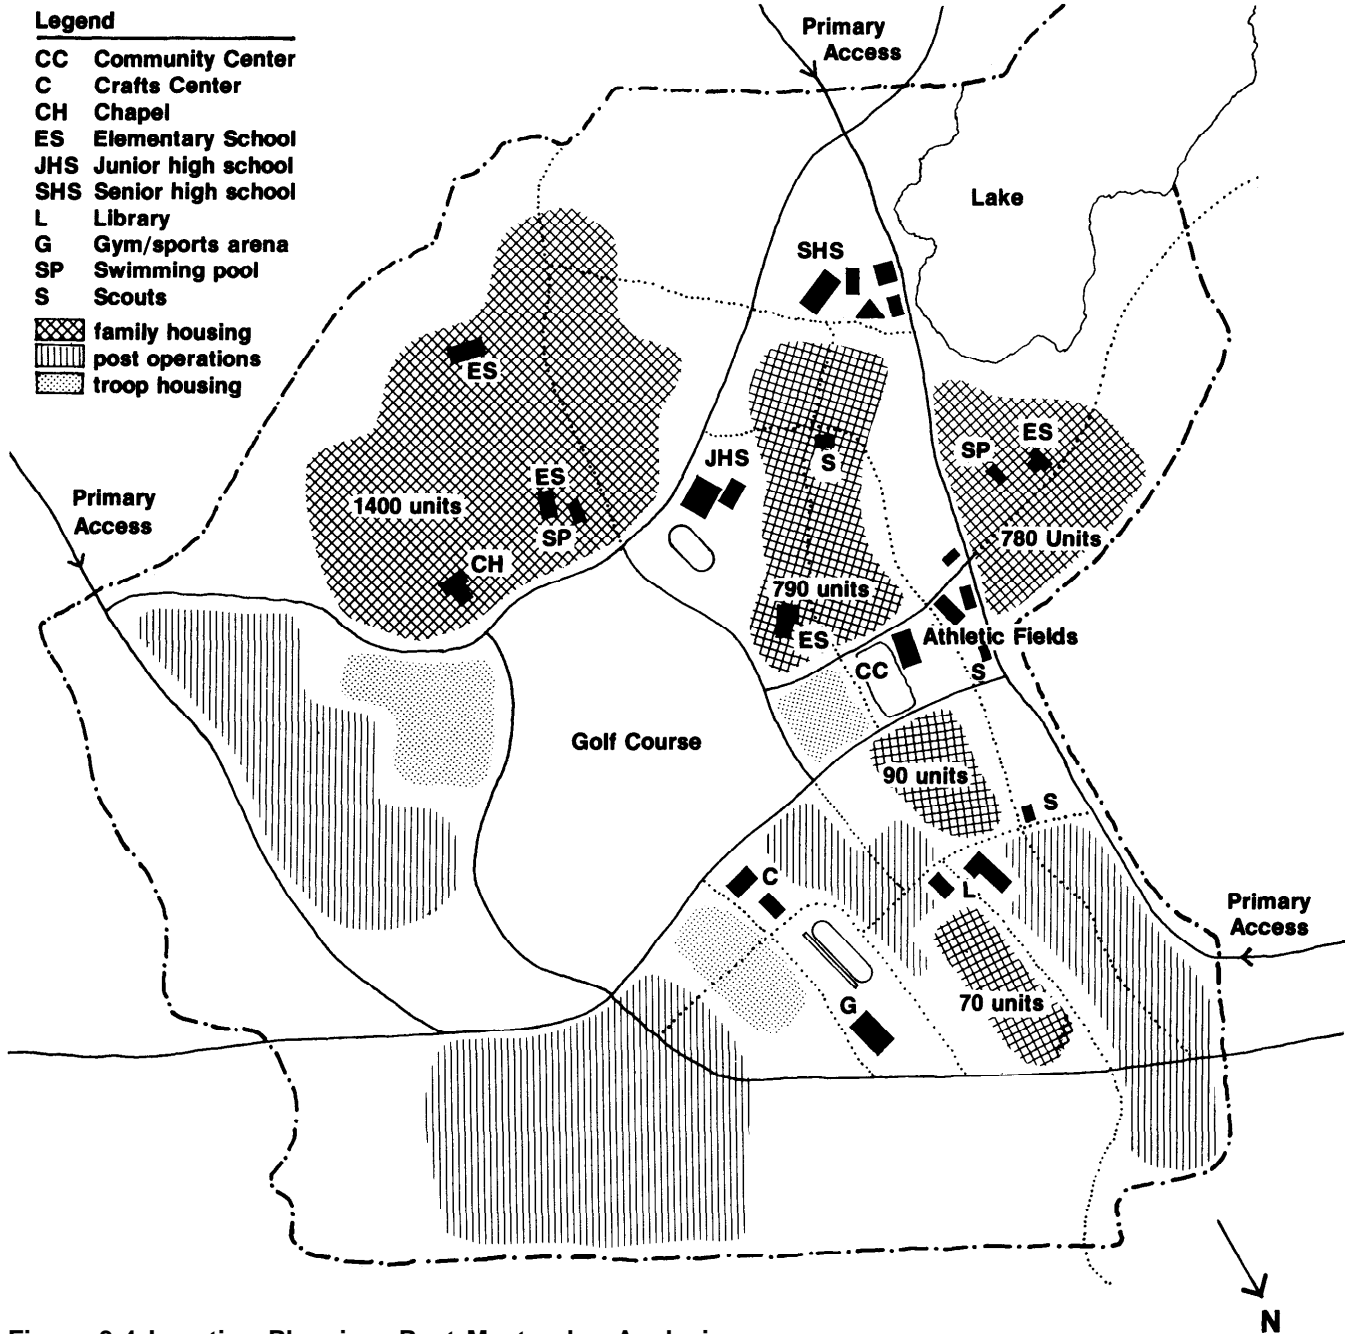 Legend
CC Community Center
C Crafts Center
CH Chapel
ES Elementary School
JHS Junior high school
SHS Senior high school
L Library
G Gym/sports arena
SP Swimming pool
S Scouts
family housing
post operations
troop housing
Primary
Access
Lake
SHS
ES
JHS
S
SP
ES
Primary
Access
1400 units
ES
SP
780 Units
CH
790 units
ES
Athletic Fields
CC
S
Golf Course
90 units
S
C
L
Primary
Access
G
70 units
N